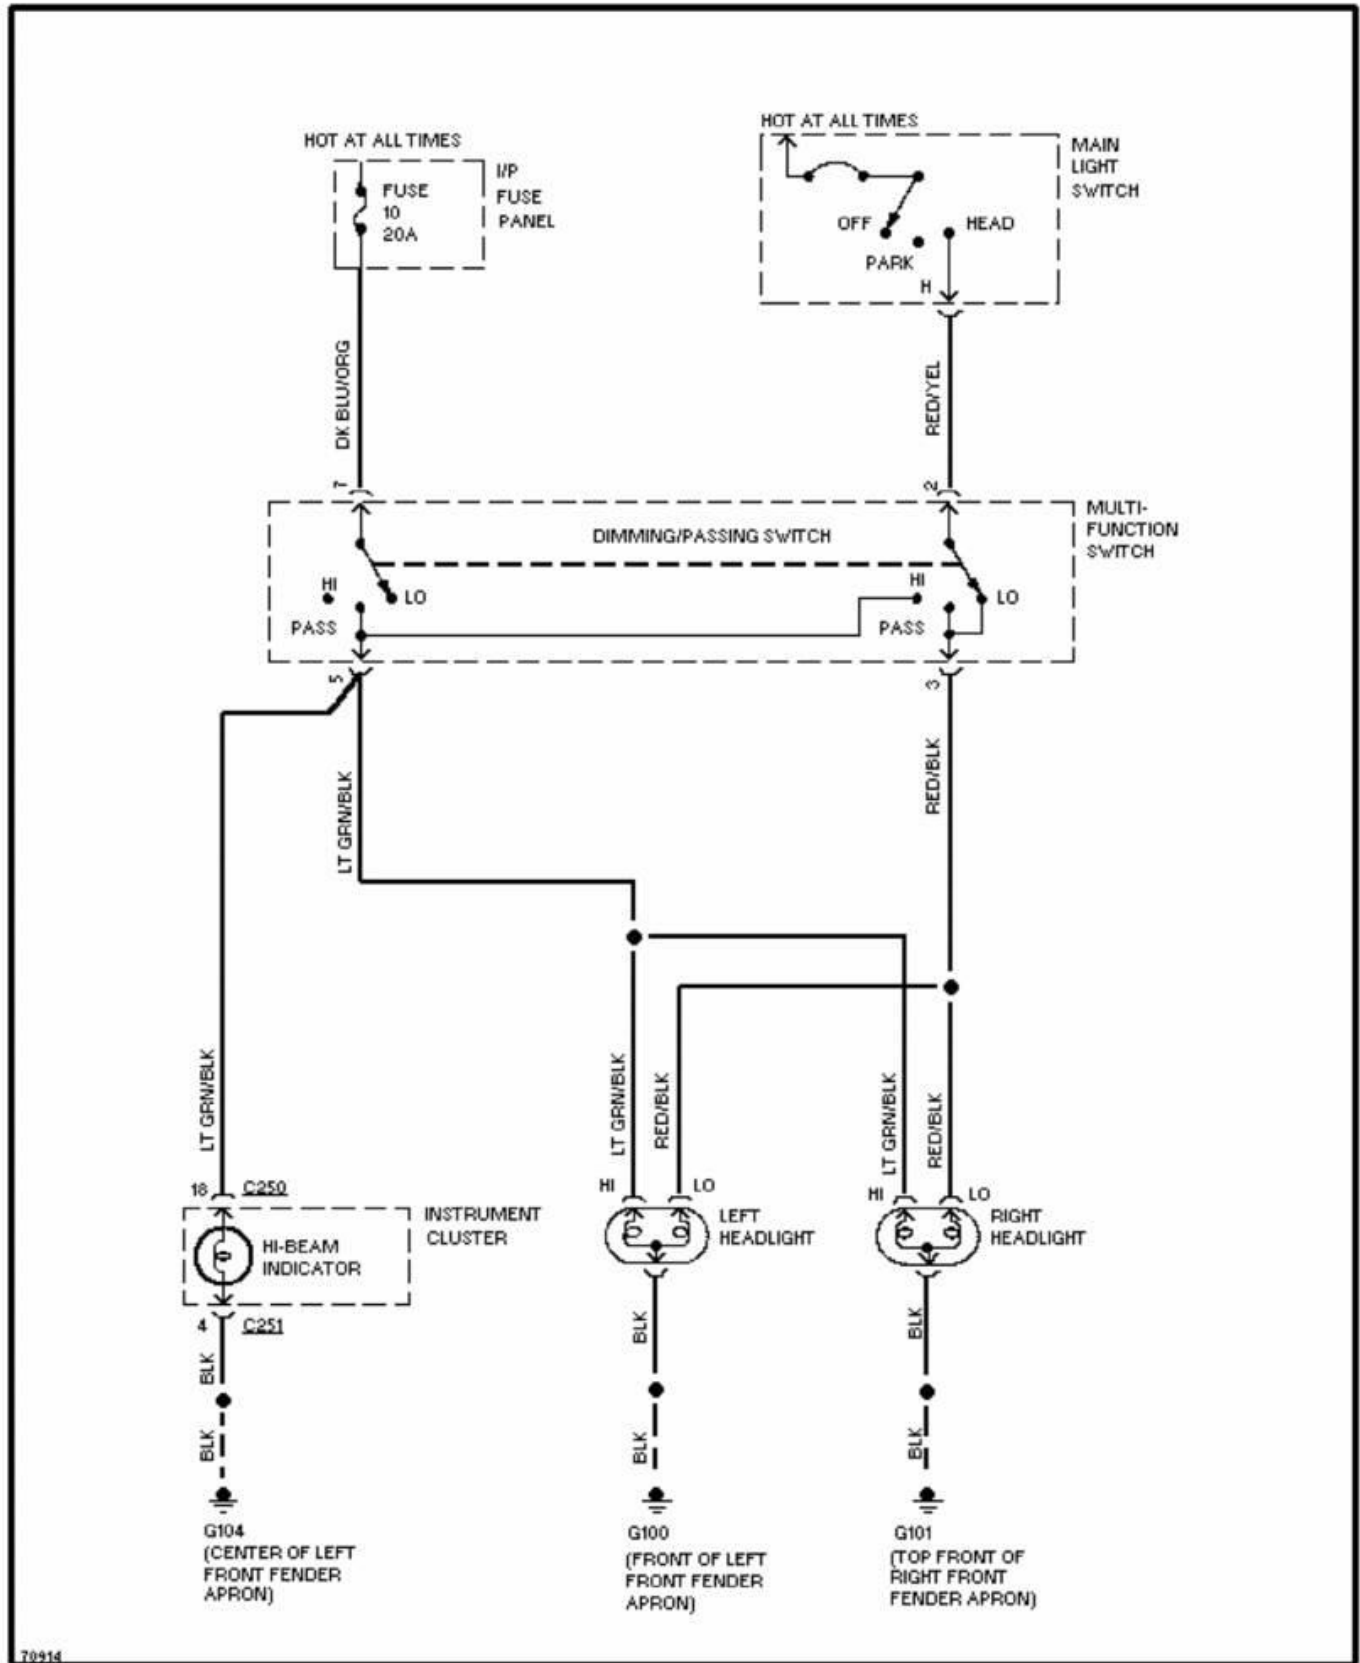 HOT AT ALL TIMES
HOT AT ALL TIMES
FUSE
10
20A
I/P
FUSE
PANEL
MAIN
LIGHT
SWITCH
OFF
HEAD
PARK
H
DK BLU/ORG
RED/YEL
7
2
DIMMING/PASSING SWITCH
MULTI-
FUNCTION
SWITCH
HI
LO
PASS
HI
LO
PASS
5
3
LT GRN/BLK
RED/BLK
LT GRN/BLK
LT GRN/BLK
RED/BLK
LT GRN/BLK
RED/BLK
18
C250
HI
LO
HI
LO
INSTRUMENT
CLUSTER
HI-BEAM
INDICATOR
LEFT
HEADLIGHT
RIGHT
HEADLIGHT
4
C251
BLK
BLK
BLK
BLK
BLK
BLK
G104
(CENTER OF LEFT
FRONT FENDER
APRON)
G100
(FRONT OF LEFT
FRONT FENDER
APRON)
G101
(TOP FRONT OF
RIGHT FRONT
FENDER APRON)
70914